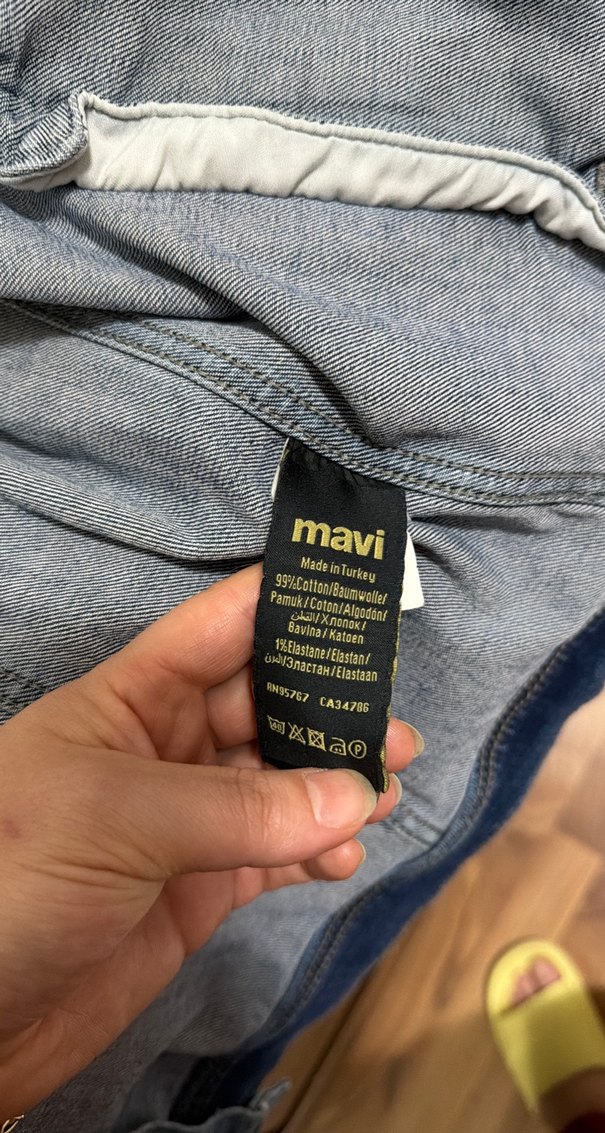 mavi
Made in Turkey
99%Cotton/Baumwolle/
Pamuk/Coton/Algodón/
القطن/Хлопок/
Bavlna/Katoen
1%Elastane/Elastan/
/Эластан/Elastaan
RN95767 CA34786
40 P